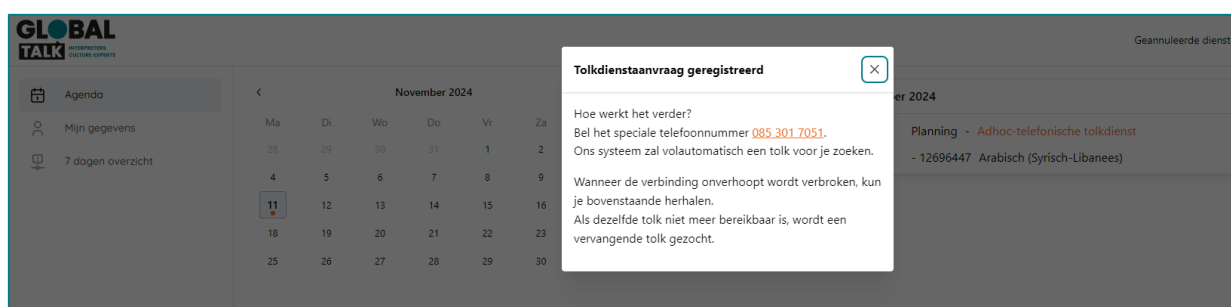 GLOBAL
TALK INTERPRETERS
CULTURE EXPERTS
Geannuleerde dienst
Agenda
Mijn gegevens
7 dagen overzicht
November 2024
Ma Di Wo Do Vr Za
28 29 30 31 1 2
4 5 6 7 8 9
11 12 13 14 15 16
18 19 20 21 22 23
25 26 27 28 29 30
Tolkdienstaanvraag geregistreerd
Hoe werkt het verder?
Bel het speciale telefoonnummer 085 301 7051.
Ons systeem zal volautomatisch een tolk voor je zoeken.
Wanneer de verbinding onverhoopt wordt verbroken, kun
je bovenstaande herhalen.
Als dezelfde tolk niet meer bereikbaar is, wordt een
vervangende tolk gezocht.
er 2024
Planning - Adhoc-telefonische tolkdienst
- 12696447 Arabisch (Syrisch-Libanees)